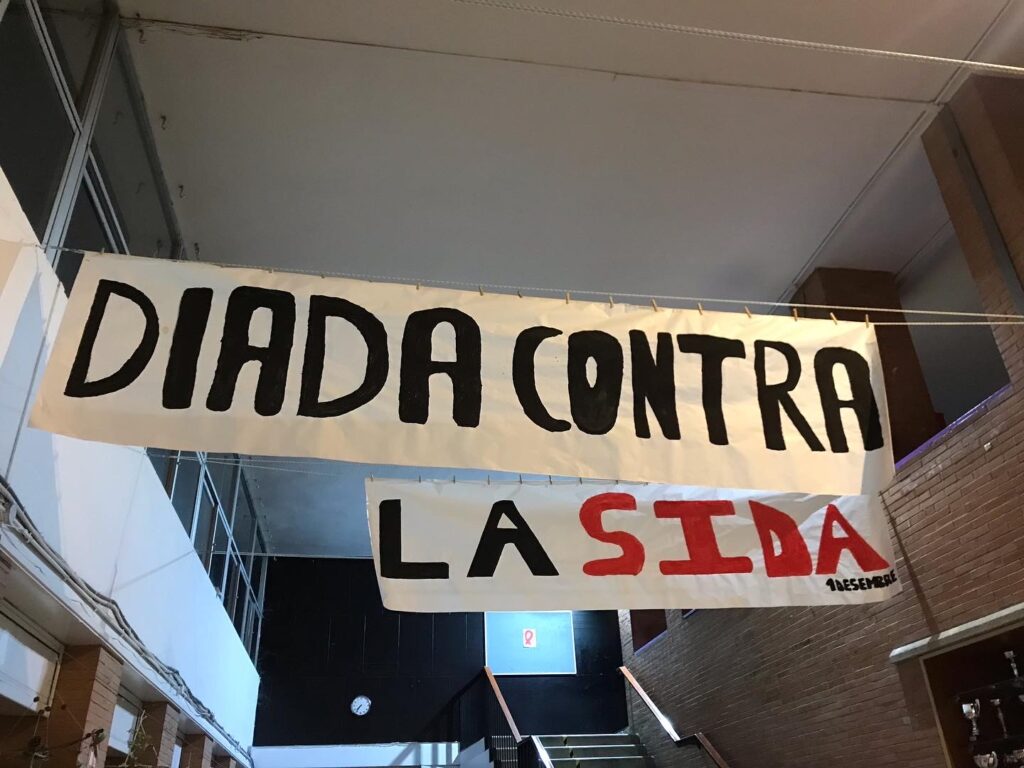 DIADA CONTRA
LA SIDA
1 DESEMBRE